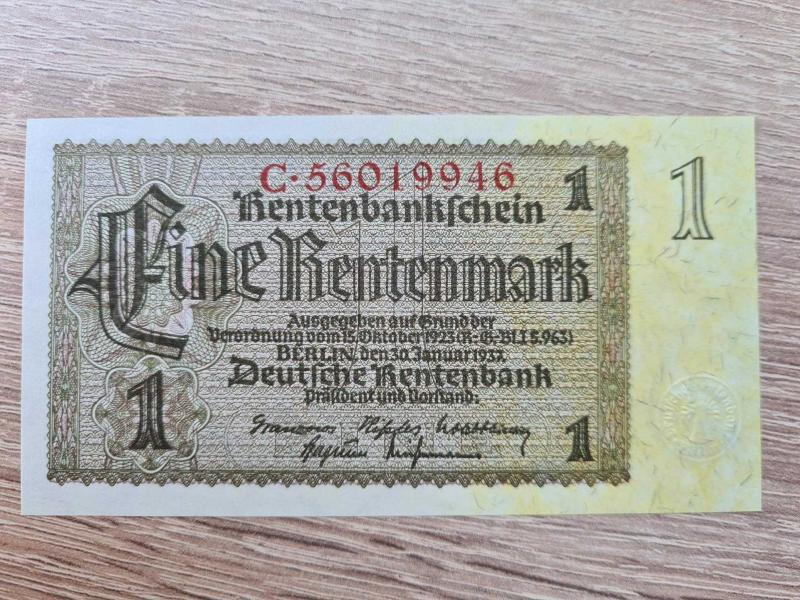 C·56019946
Rentenbankschein 1
1
Eine Rentenmark
Ausgegeben auf Grund der
Verordnung vom 15. Oktober 1923 (R-G-Bl I S. 963)
BERLIN, den 30. Januar 1937.
Deutsche Rentenbank
Präsident und Vorstand:
1
1